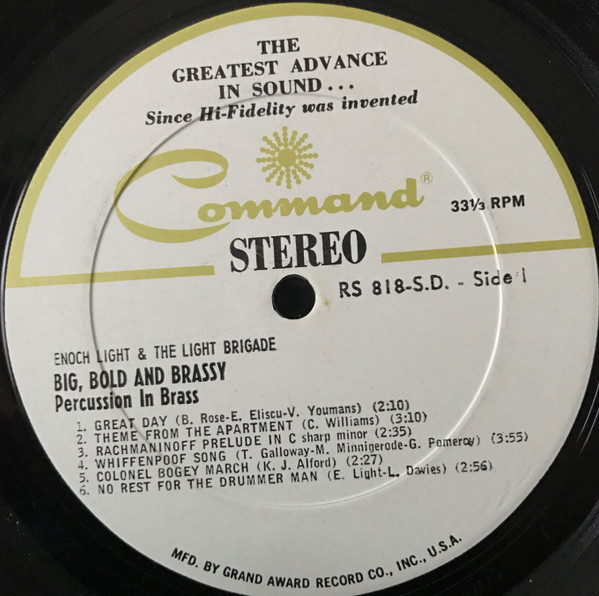 THE
GREATEST ADVANCE
IN SOUND...
Since Hi-Fidelity was invented
Command®
33⅓ RPM
STEREO
RS 818-S.D. - Side 1
ENOCH LIGHT & THE LIGHT BRIGADE
BIG, BOLD AND BRASSY
Percussion In Brass
1. GREAT DAY (B. Rose-E. Eliscu-V. Youmans) (2:10)
2. THEME FROM THE APARTMENT (C. Williams) (3:10)
3. RACHMANINOFF PRELUDE IN C sharp minor (2:35)
4. WHIFFENPOOF SONG (T. Galloway-M. Minnigerode-G. Pomeroy) (3:55)
5. COLONEL BOGEY MARCH (K. J. Alford) (2:27)
6. NO REST FOR THE DRUMMER MAN (E. Light-L. Davies) (2:56)
MFD. BY GRAND AWARD RECORD CO., INC., U.S.A.